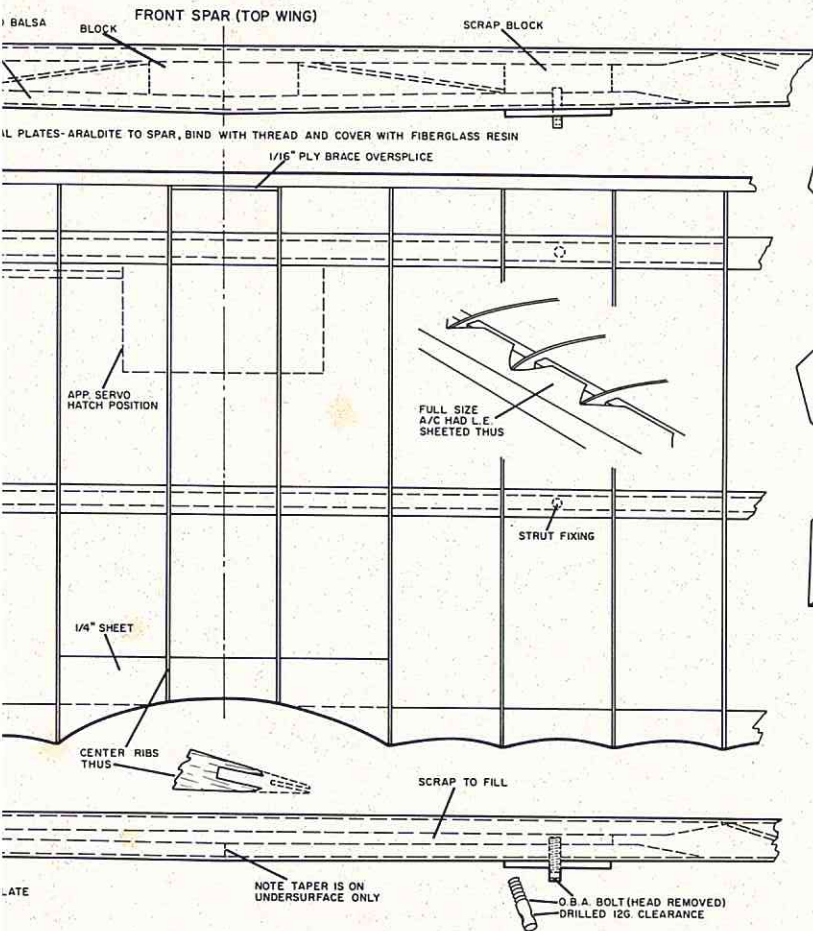 BALSA
BLOCK
FRONT SPAR (TOP WING)
SCRAP BLOCK
AL PLATES-ARALDITE TO SPAR, BIND WITH THREAD AND COVER WITH FIBERGLASS RESIN
1/16" PLY BRACE OVERSPLICE
APP. SERVO
HATCH POSITION
FULL SIZE
A/C HAD L.E.
SHEETED THUS
STRUT FIXING
1/4" SHEET
CENTER RIBS
THUS
SCRAP TO FILL
NOTE TAPER IS ON
UNDERSURFACE ONLY
LATE
O.B.A. BOLT (HEAD REMOVED)
DRILLED 12G. CLEARANCE